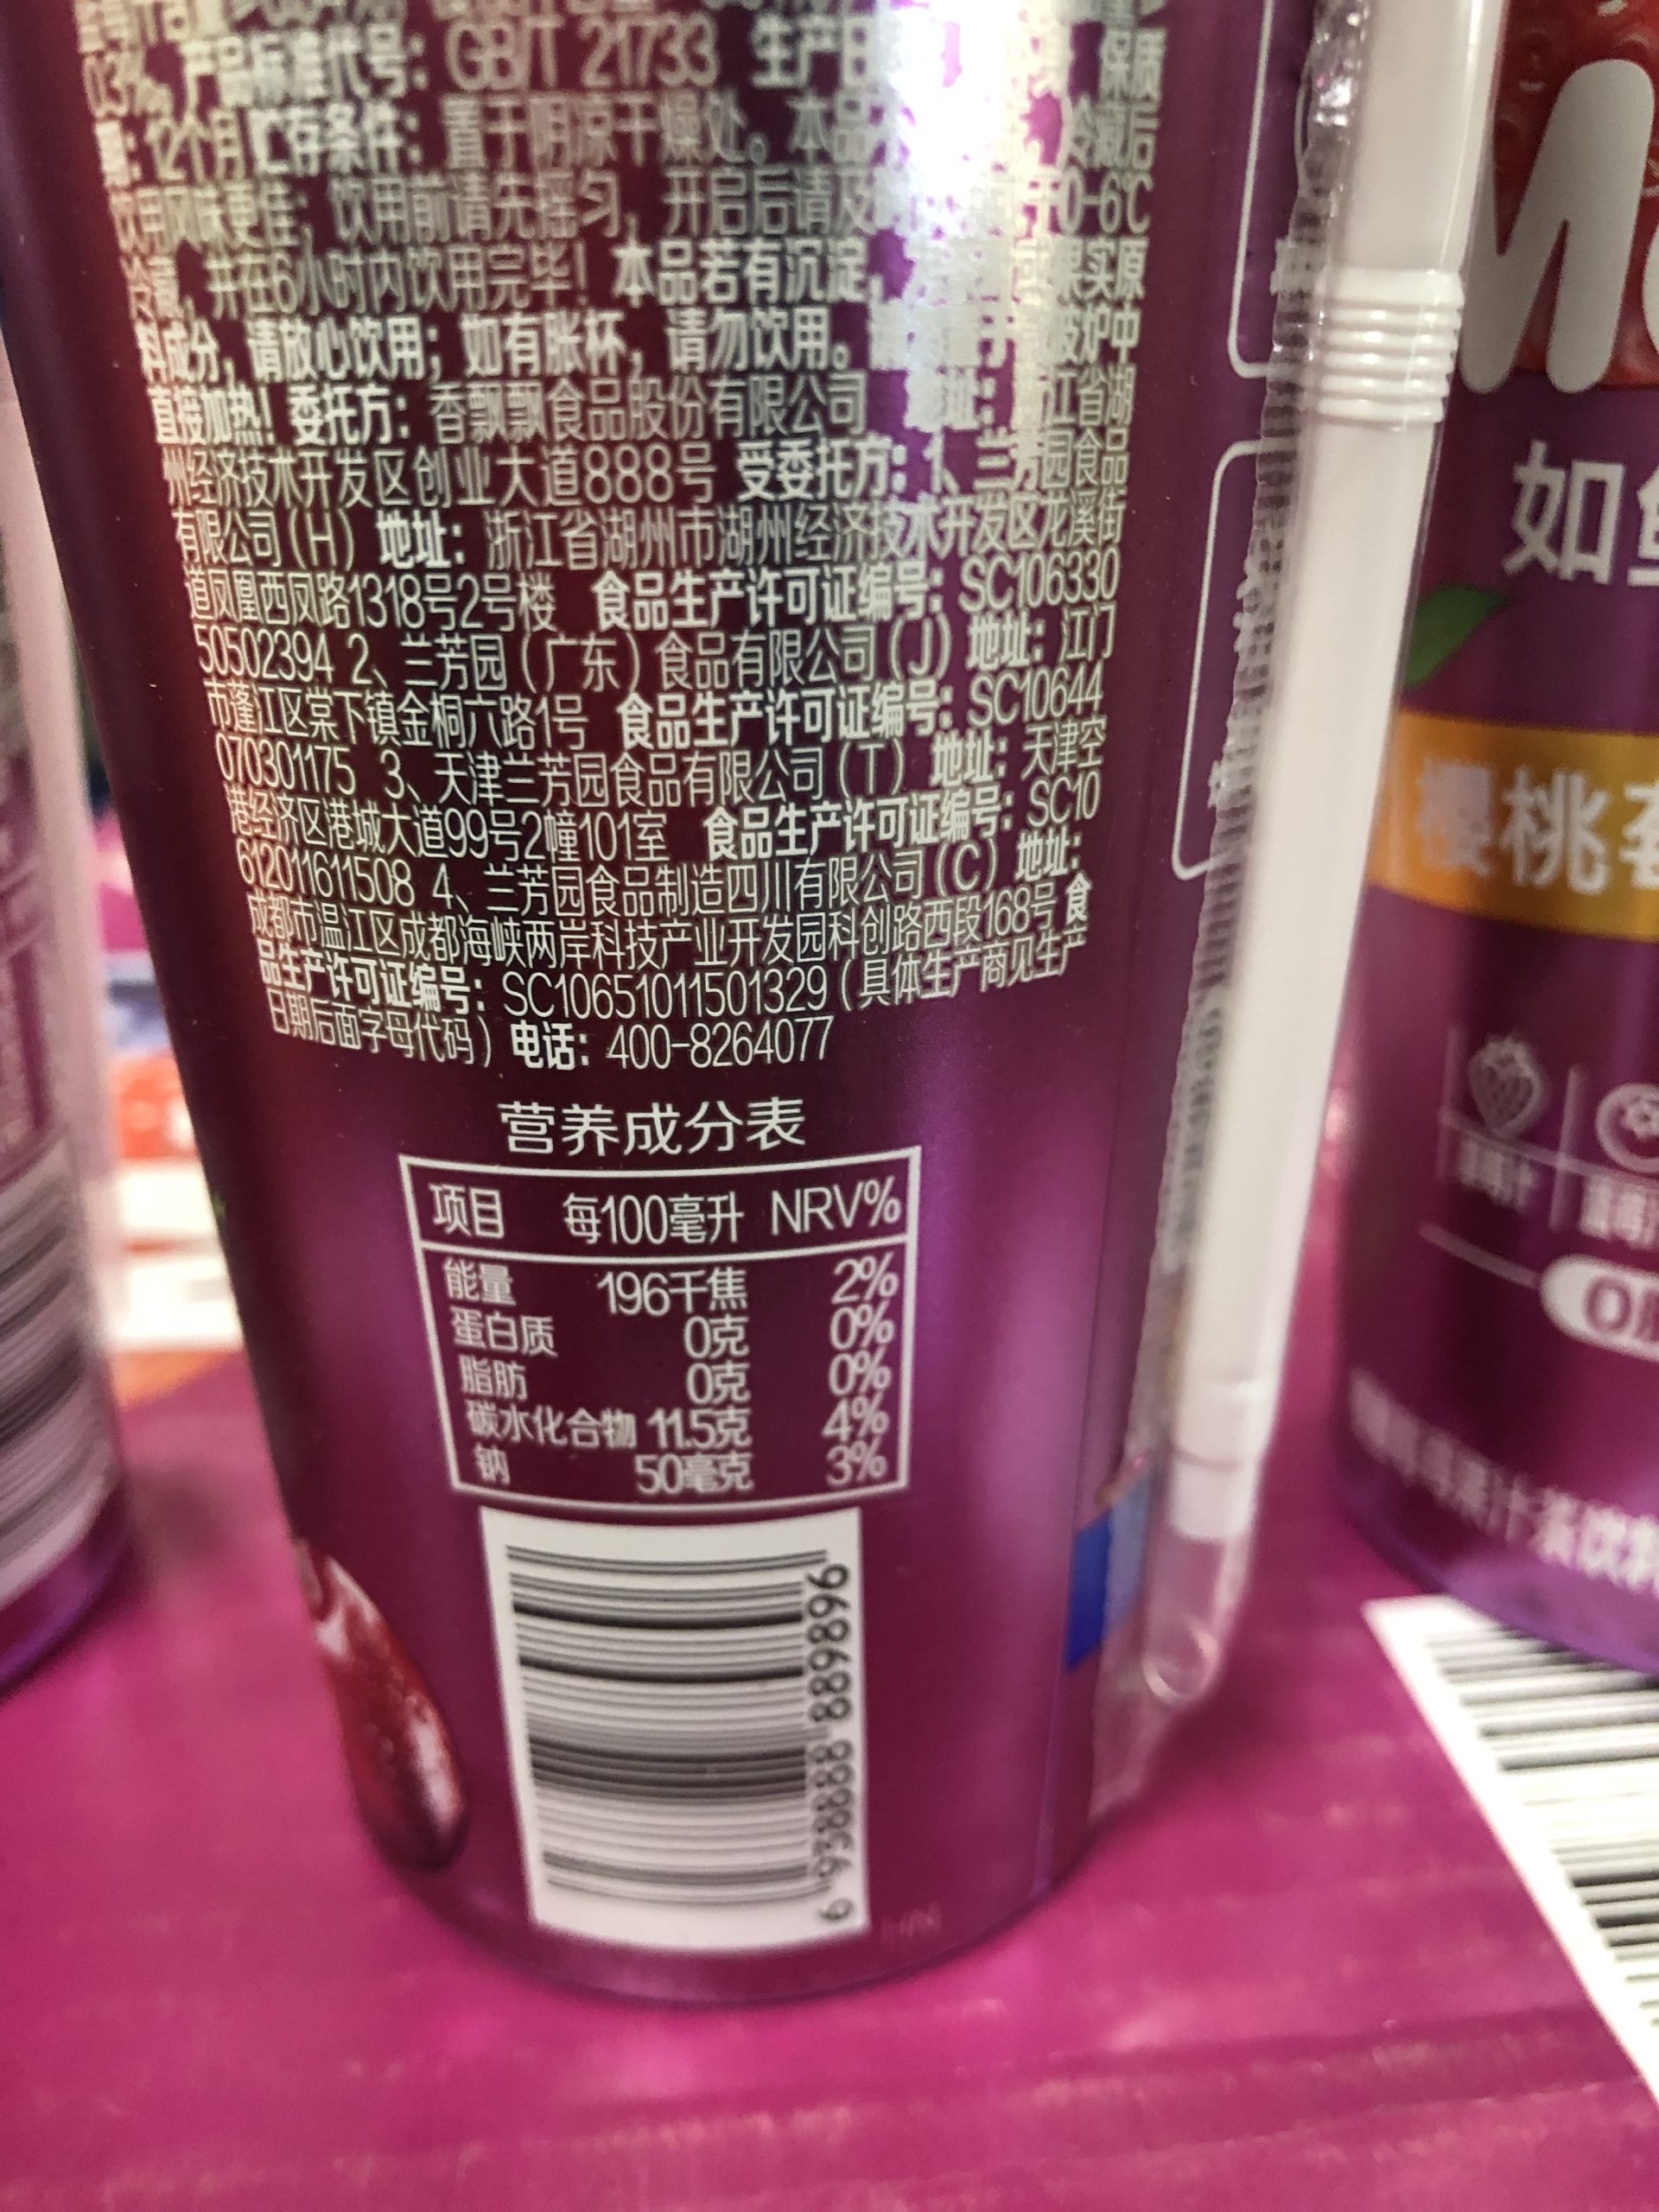 03%。产品标准代号：GB/T 21733 生产日 保质
期：12个月 贮存条件：置于阴凉干燥处。本品 冷藏后
饮用风味更佳；饮用前请先摇匀，开启后请及 于0-6℃
冷藏，并在6小时内饮用完毕！本品若有沉淀， 果实原
料成分，请放心饮用；如有胀杯，请勿饮用。 波炉中
直接加热！委托方：香飘飘食品股份有限公司 地址：浙江省湖
州经济技术开发区创业大道888号 受委托方：1、兰芳园食品
有限公司（H）地址：浙江省湖州市湖州经济技术开发区龙溪街
道凤凰西凤路1318号2号楼 食品生产许可证编号：SC106330
50502394 2、兰芳园（广东）食品有限公司（J）地址：江门
市蓬江区棠下镇金桐六路1号 食品生产许可证编号：SC10644
070301175 3、天津兰芳园食品有限公司（T）地址：天津空
港经济区港城大道99号2幢101室 食品生产许可证编号：SC10
612011611508 4、兰芳园食品制造四川有限公司（C）地址：
成都市温江区成都海峡两岸科技产业开发园科创路西段168号 食
品生产许可证编号：SC10651011501329（具体生产商见生产
日期后面字母代码）电话：400-8264077
营养成分表
项目 每100毫升 NRV%
能量 196千焦 2%
蛋白质 0克 0%
脂肪 0克 0%
碳水化合物 11.5克 4%
钠 50毫克 3%
如
樱桃